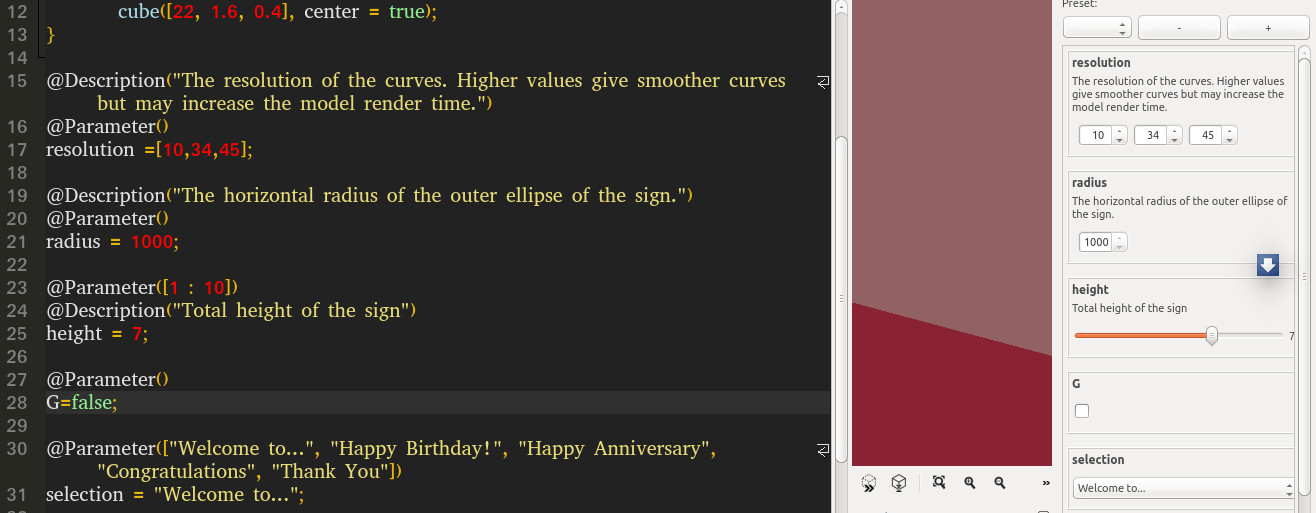 12 cube([22, 1.6, 0.4], center = true);
13 }
14
15 @Description("The resolution of the curves. Higher values give smoother curves
but may increase the model render time.")
16 @Parameter()
17 resolution =[10,34,45];
18
19 @Description("The horizontal radius of the outer ellipse of the sign.")
20 @Parameter()
21 radius = 1000;
22
23 @Parameter([1 : 10])
24 @Description("Total height of the sign")
25 height = 7;
26
27 @Parameter()
28 G=false;
29
30 @Parameter(["Welcome to...", "Happy Birthday!", "Happy Anniversary",
"Congratulations", "Thank You"])
31 selection = "Welcome to...";
»
Preset:
- +
resolution
The resolution of the curves. Higher values
give smoother curves but may increase the
model render time.
10 34 45
radius
The horizontal radius of the outer ellipse of
the sign.
1000
height
Total height of the sign
7
G
selection
Welcome to...